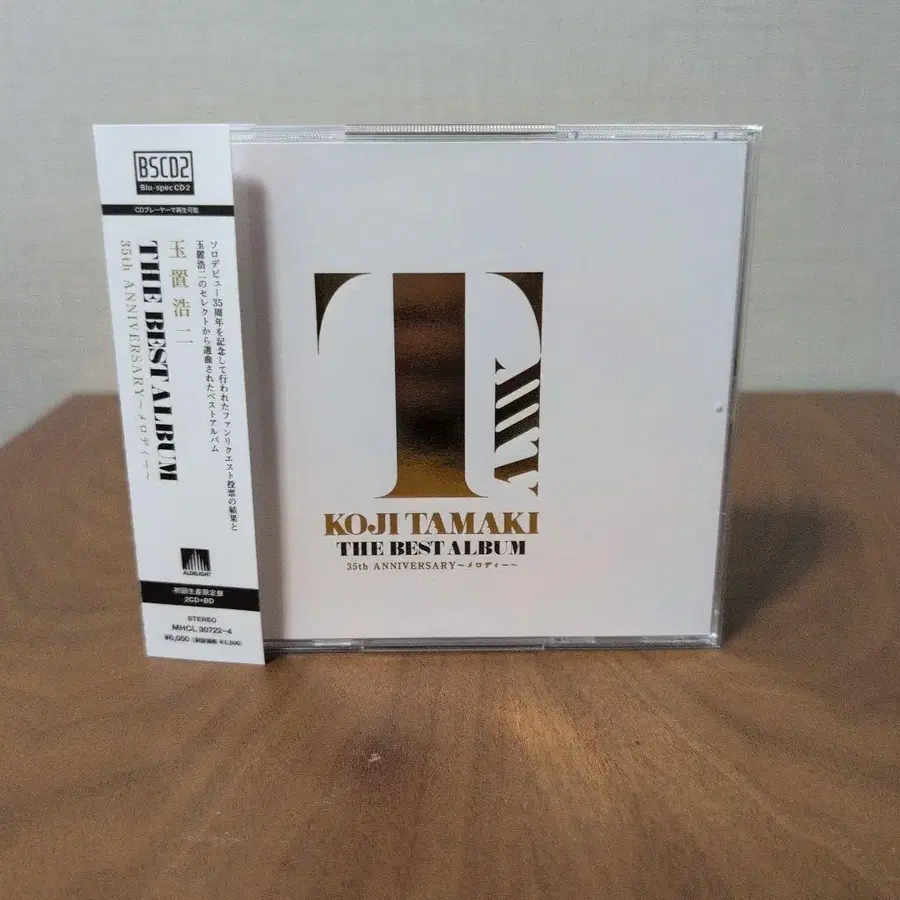 BSCD2
Blu-spec CD2
CDプレーヤーで再生可能
ソロデビュー35周年を記念して行われたファンリクエスト投票の結果と
玉置浩二のセレクトから選曲されたベストアルバム
玉置浩二
THE BEST ALBUM
35th ANNIVERSARY~メロディー~
初回生産限定盤
2CD+BD
STEREO
MHCL 30722-4
¥6,050
KOJI TAMAKI
THE BEST ALBUM
35th ANNIVERSARY~メロディー~